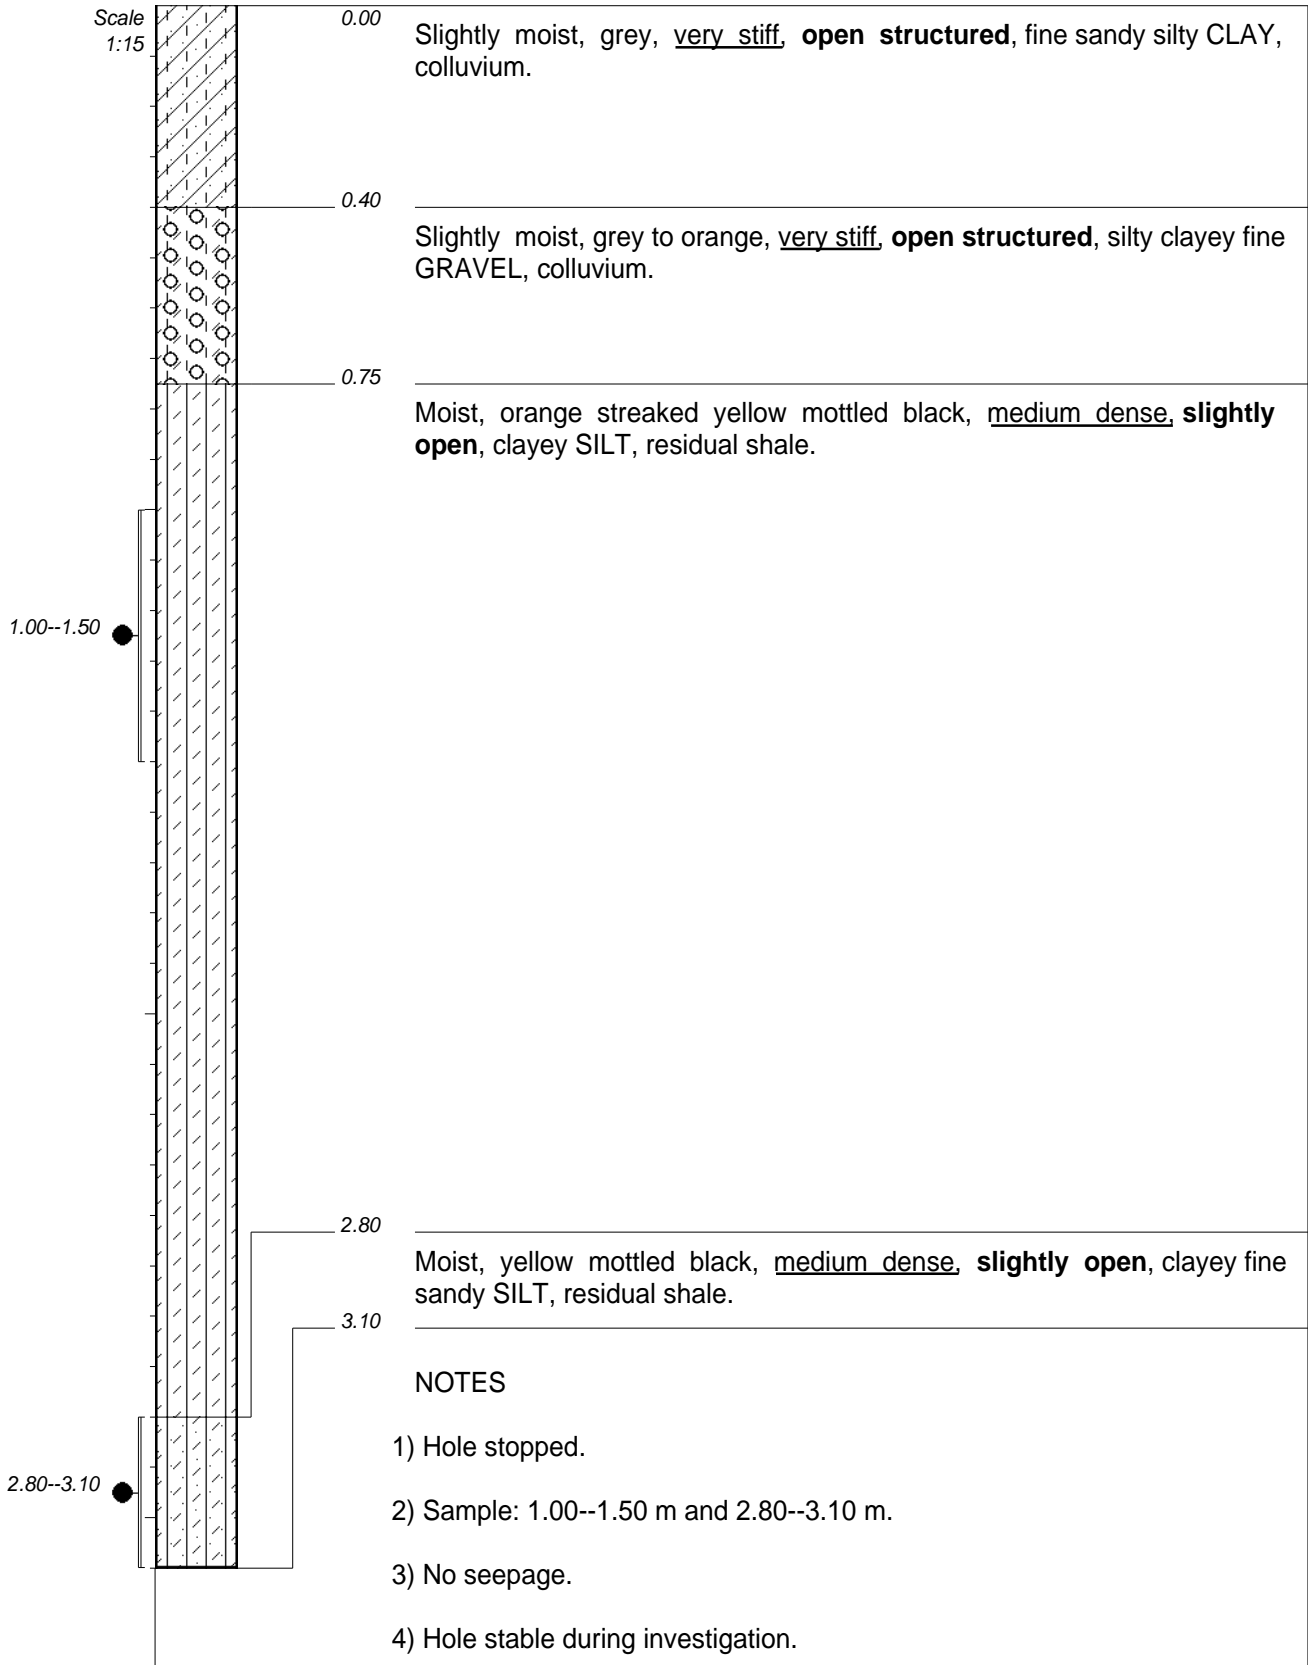 Scale
1:15
0.00
Slightly moist, grey, very stiff, open structured, fine sandy silty CLAY,
colluvium.
0.40
Slightly moist, grey to orange, very stiff, open structured, silty clayey fine
GRAVEL, colluvium.
0.75
Moist, orange streaked yellow mottled black, medium dense, slightly
open, clayey SILT, residual shale.
1.00--1.50
2.80
Moist, yellow mottled black, medium dense, slightly open, clayey fine
sandy SILT, residual shale.
3.10
NOTES
1) Hole stopped.
2.80--3.10
2) Sample: 1.00--1.50 m and 2.80--3.10 m.
3) No seepage.
4) Hole stable during investigation.